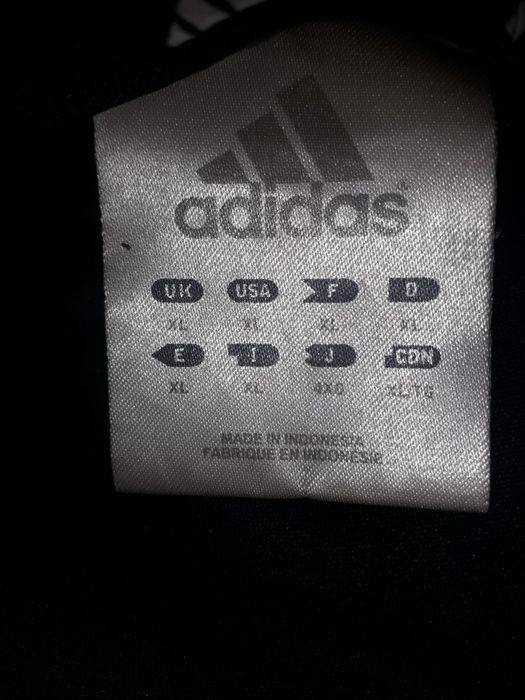 adidas
UK USA F D
XL XL XL XL
E I J CDN
XL XL 4XO XL/TG
MADE IN INDONESIA
FABRIQUE EN INDONESIE